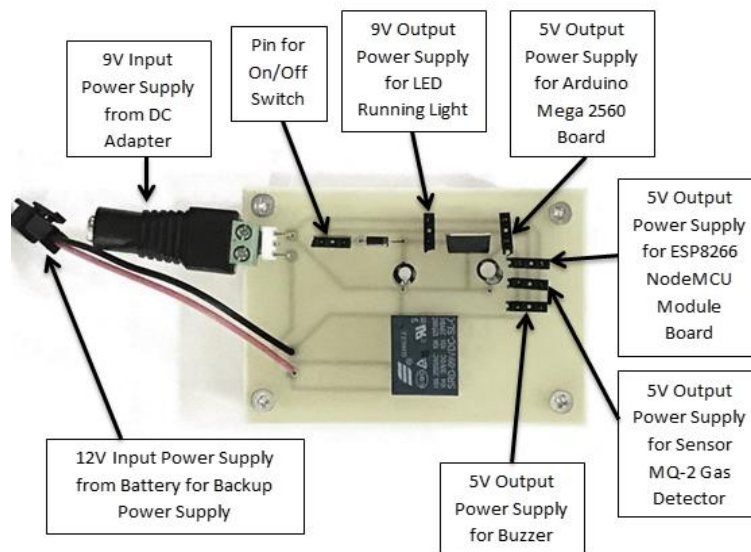 9V Input
Power Supply
from DC
Adapter
Pin for
On/Off
Switch
9V Output
Power Supply
for LED
Running Light
5V Output
Power Supply
for Arduino
Mega 2560
Board
5V Output
Power Supply
for ESP8266
NodeMCU
Module
Board
5V Output
Power Supply
for Sensor
MQ-2 Gas
Detector
5V Output
Power Supply
for Buzzer
12V Input Power Supply
from Battery for Backup
Power Supply